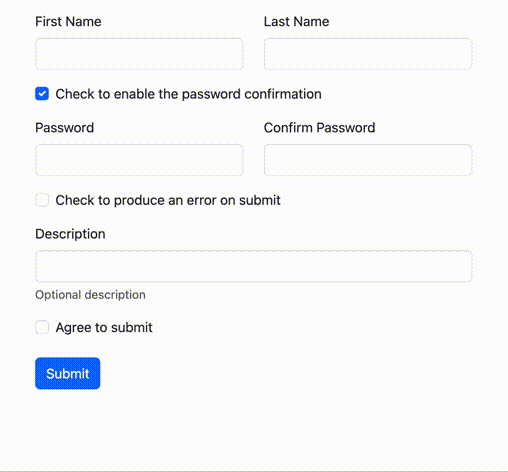 First Name Last Name
Check to enable the password confirmation
Password Confirm Password
Check to produce an error on submit
Description
Optional description
Agree to submit
Submit